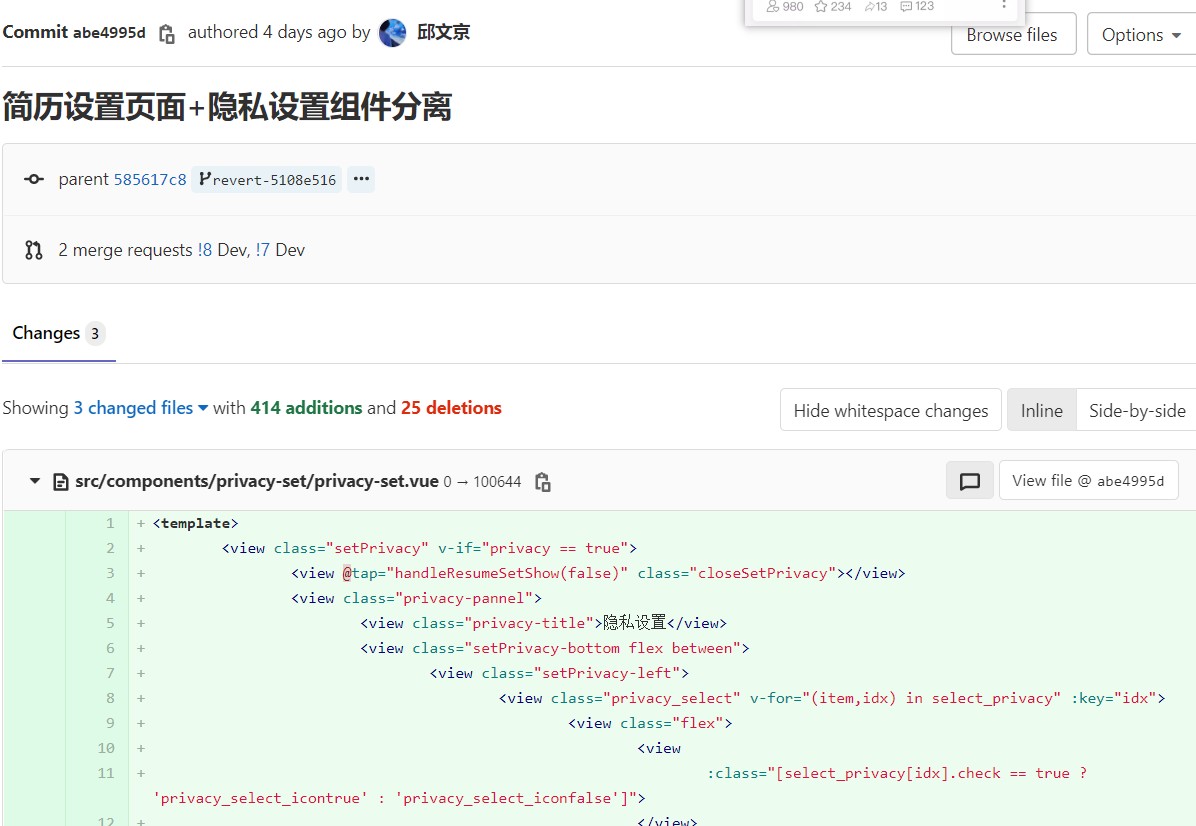 980 234 13 123
Commit abe4995d authored 4 days ago by 邱文京 Browse files Options
简历设置页面+隐私设置组件分离
parent 585617c8 revert-5108e516 ...
2 merge requests !8 Dev, !7 Dev
Changes 3
Showing 3 changed files with 414 additions and 25 deletions Hide whitespace changes Inline Side-by-side
src/components/privacy-set/privacy-set.vue 0 → 100644 View file @ abe4995d
1 + <template>
2 + <view class="setPrivacy" v-if="privacy == true">
3 + <view @tap="handleResumeSetShow(false)" class="closeSetPrivacy"></view>
4 + <view class="privacy-pannel">
5 + <view class="privacy-title">隐私设置</view>
6 + <view class="setPrivacy-bottom flex between">
7 + <view class="setPrivacy-left">
8 + <view class="privacy_select" v-for="(item,idx) in select_privacy" :key="idx">
9 + <view class="flex">
10 + <view
11 + :class="[select_privacy[idx].check == true ?
'privacy_select_icontrue' : 'privacy_select_iconfalse']">
12 + </view>